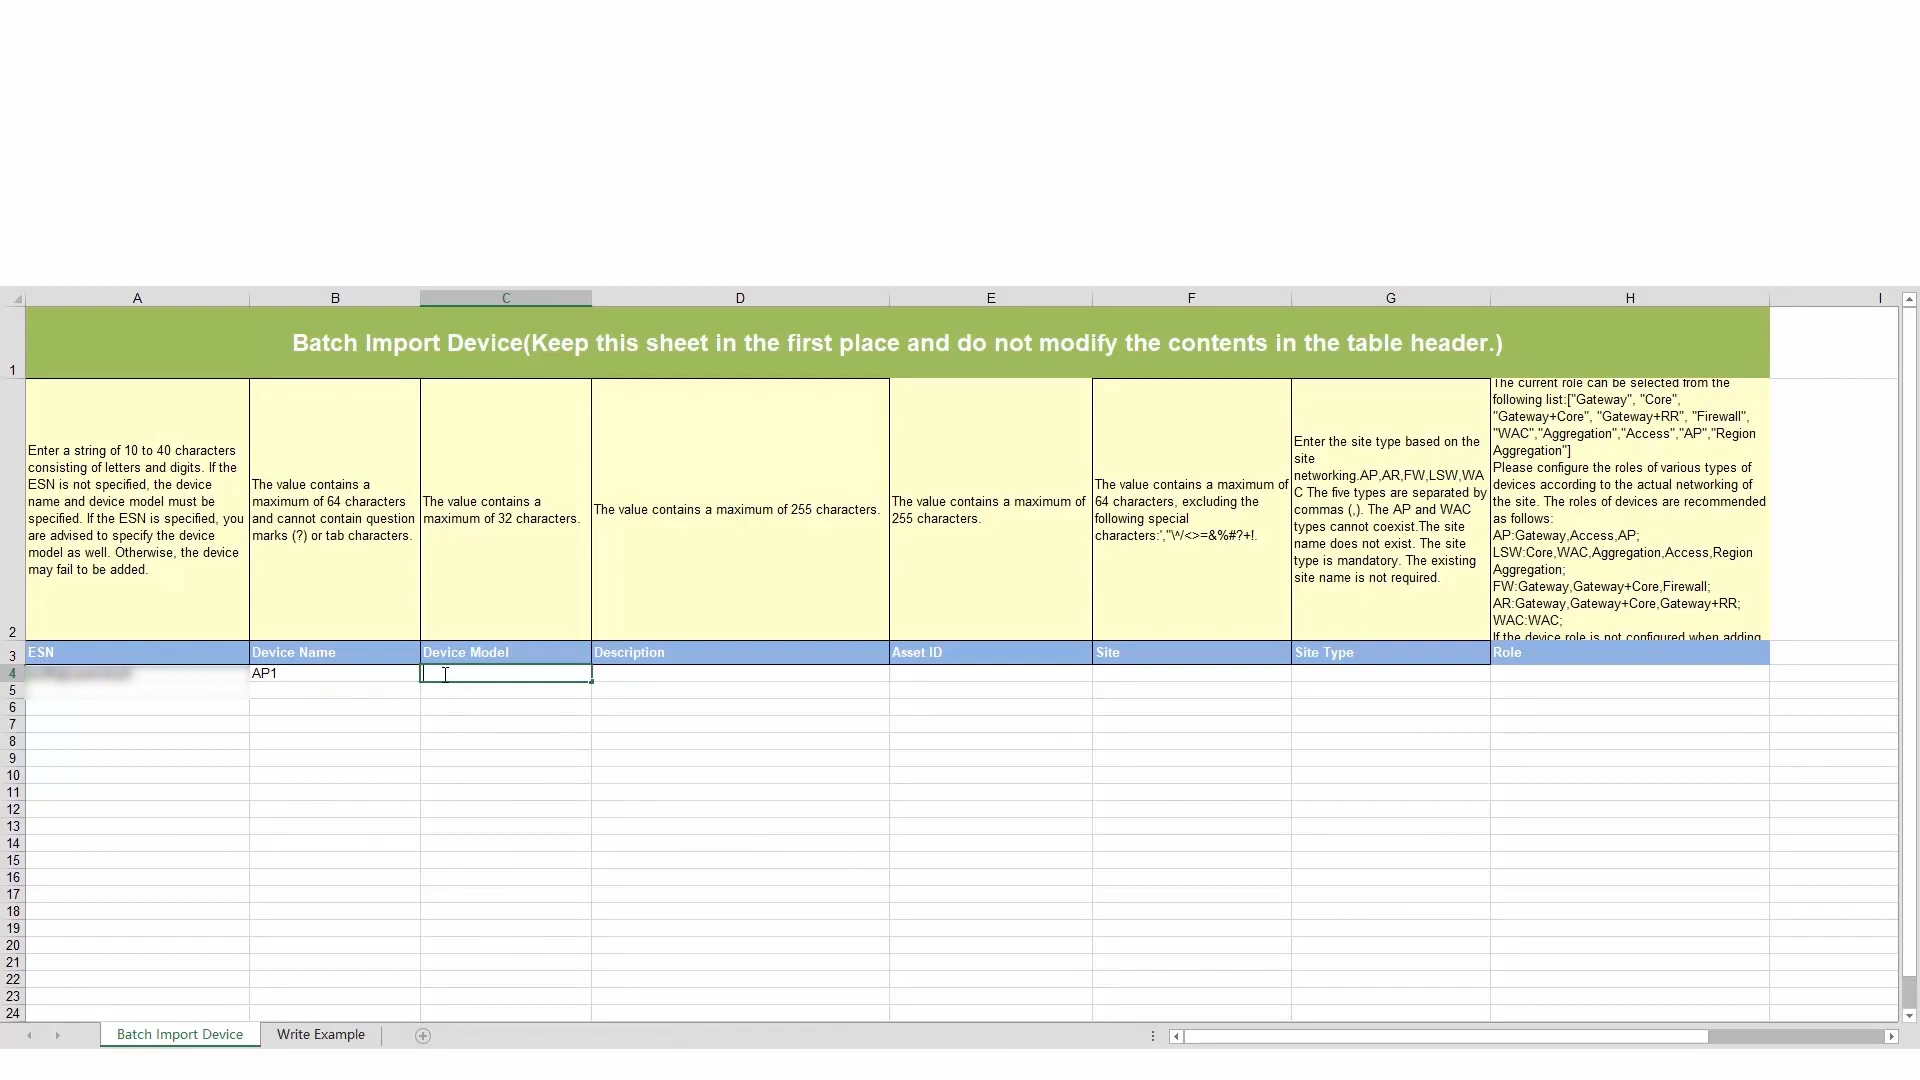 A B C D E F G H I
1 Batch Import Device(Keep this sheet in the first place and do not modify the contents in the table header.)
Enter a string of 10 to 40 characters
consisting of letters and digits. If the
ESN is not specified, the device
name and device model must be
specified. If the ESN is specified, you
are advised to specify the device
model as well. Otherwise, the device
may fail to be added.
The value contains a
maximum of 64 characters
and cannot contain question
marks (?) or tab characters.
The value contains a
maximum of 32 characters.
The value contains a maximum of 255 characters.
The value contains a maximum of
255 characters.
The value contains a maximum of
64 characters, excluding the
following special
characters:',"\^/<>=&%#?+!.
Enter the site type based on the
site
networking.AP,AR,FW,LSW,WA
C The five types are separated by
commas (,). The AP and WAC
types cannot coexist.The site
name does not exist. The site
type is mandatory. The existing
site name is not required.
The current role can be selected from the
following list:["Gateway", "Core",
"Gateway+Core", "Gateway+RR", "Firewall",
"WAC","Aggregation","Access","AP","Region
Aggregation"]
Please configure the roles of various types of
devices according to the actual networking of
the site. The roles of devices are recommended
as follows:
AP:Gateway,Access,AP;
LSW:Core,WAC,Aggregation,Access,Region
Aggregation;
FW:Gateway,Gateway+Core,Firewall;
AR:Gateway,Gateway+Core,Gateway+RR;
WAC:WAC;
If the device role is not configured when adding
2
3 ESN Device Name Device Model Description Asset ID Site Site Type Role
4 AP1
5
6
7
8
9
10
11
12
13
14
15
16
17
18
19
20
21
22
23
24
Batch Import Device Write Example